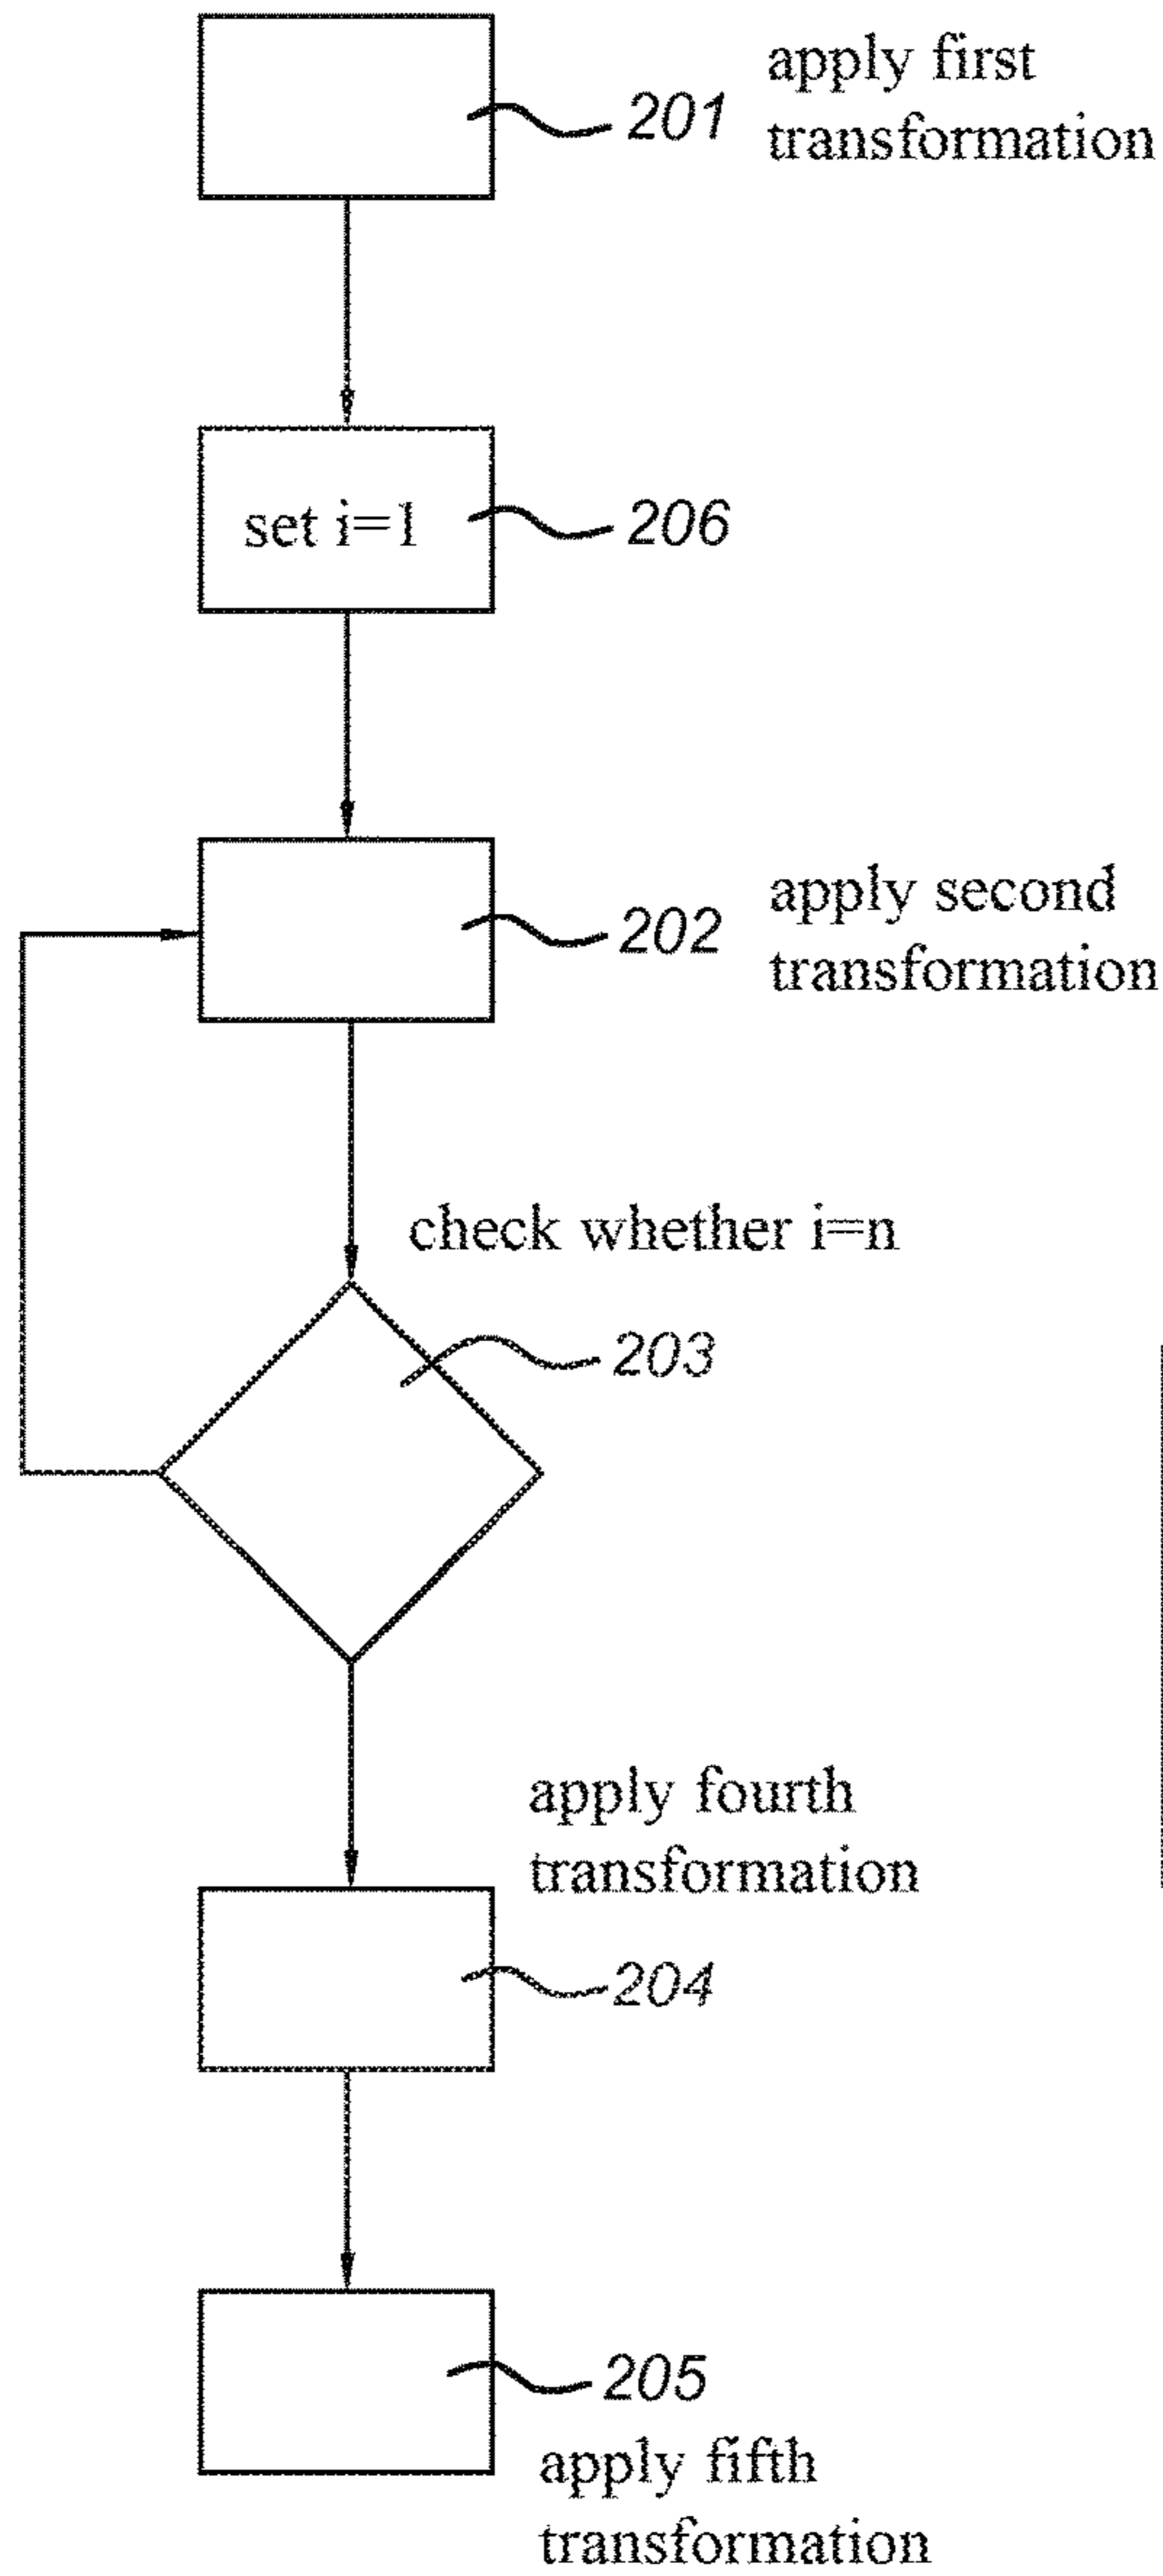 apply first
201
transformation
set i=1
206
apply second
202
transformation
check whether i=n
203
apply fourth
transformation
204
205
apply fifth
transformation